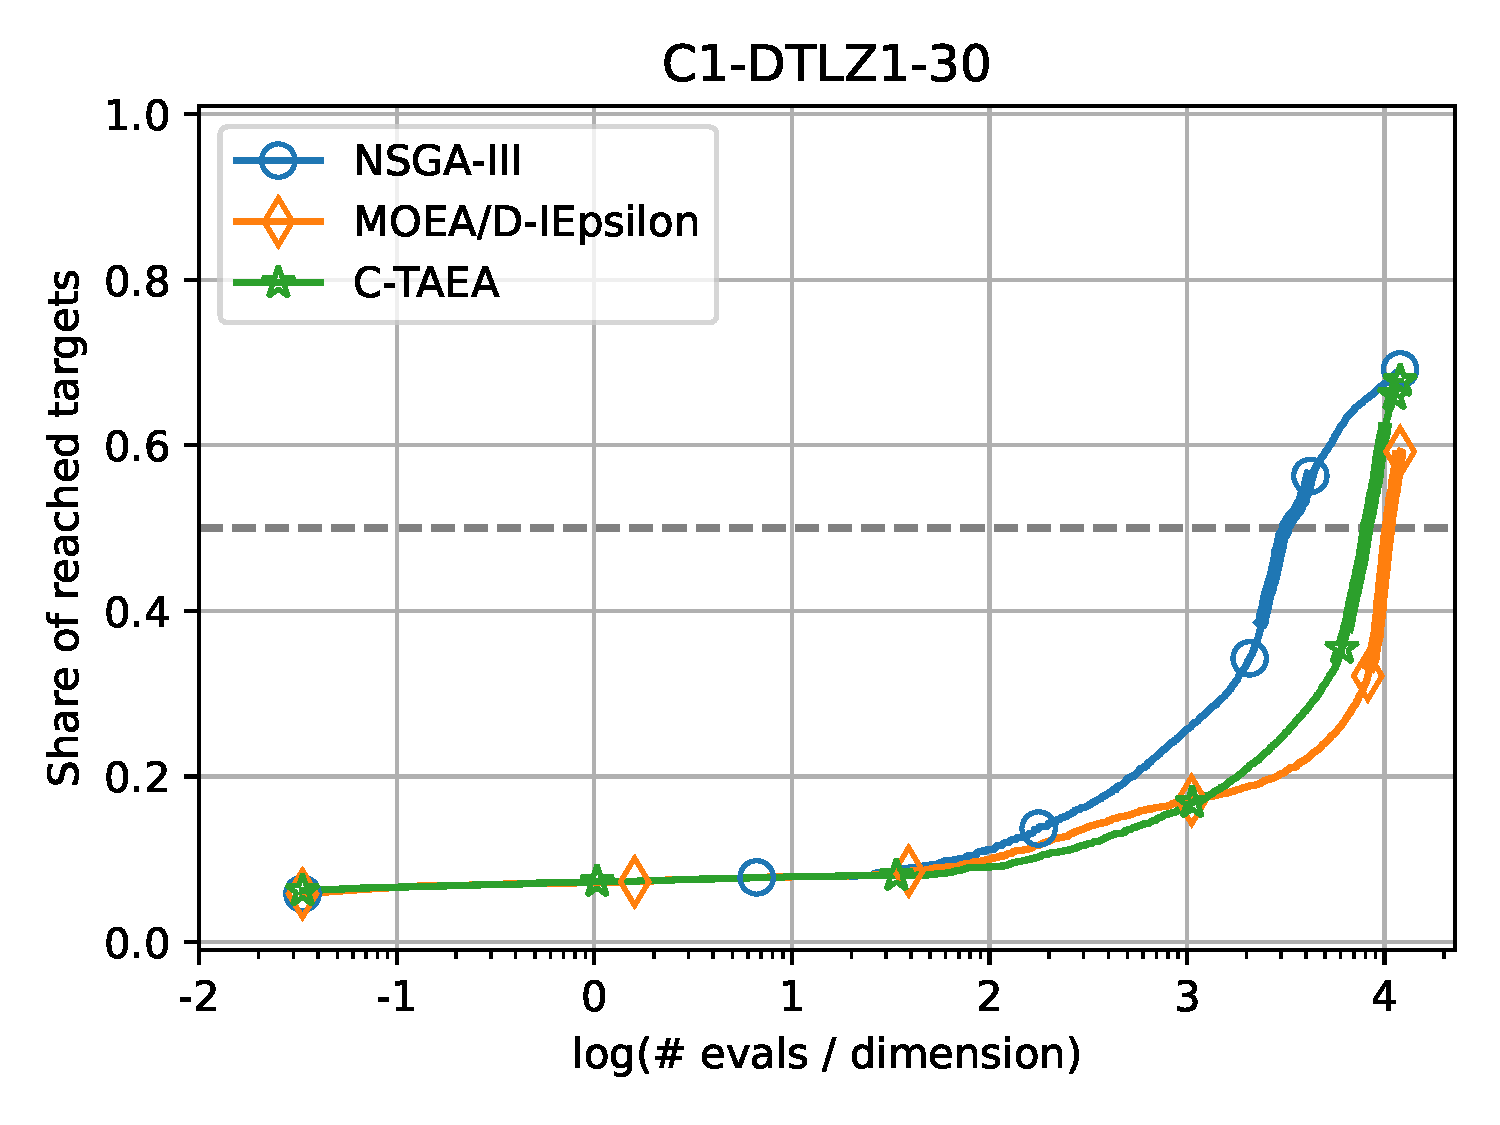 C1-DTLZ1-30
NSGA-III
MOEA/D-IEpsilon
C-TAEA
Share of reached targets
1.0
0.8
0.6
0.4
0.2
0.0
-2 -1 0 1 2 3 4
log(# evals / dimension)